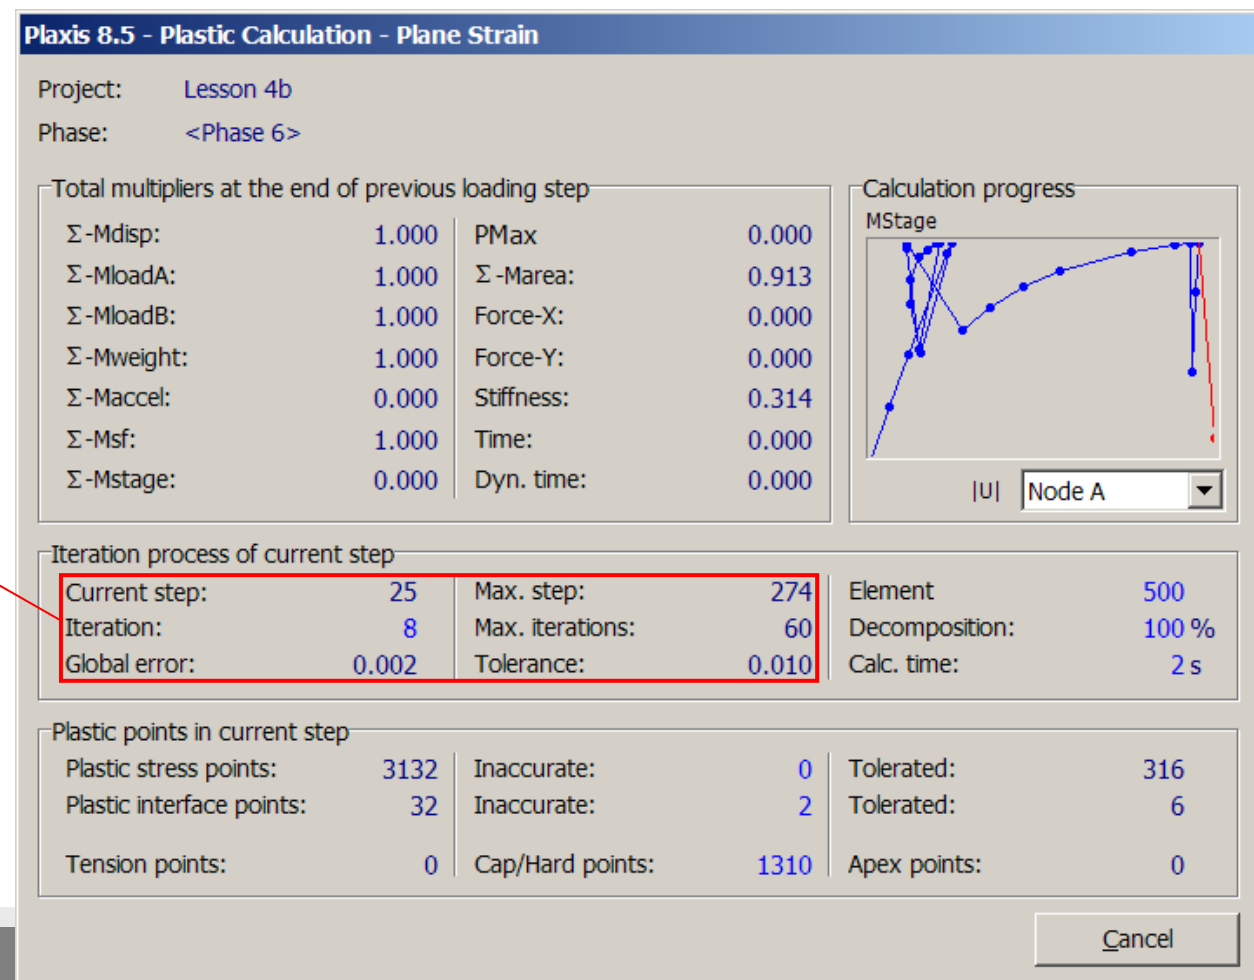 Plaxis 8.5 - Plastic Calculation - Plane Strain
Project: Lesson 4b
Phase: <Phase 6>
Total multipliers at the end of previous loading step
Σ-Mdisp: 1.000 PMax 0.000
Σ-MloadA: 1.000 Σ-Marea: 0.913
Σ-MloadB: 1.000 Force-X: 0.000
Σ-Mweight: 1.000 Force-Y: 0.000
Σ-Maccel: 0.000 Stiffness: 0.314
Σ-Msf: 1.000 Time: 0.000
Σ-Mstage: 0.000 Dyn. time: 0.000
Calculation progress
MStage
|U| Node A
Iteration process of current step
Current step: 25 Max. step: 274 Element 500
Iteration: 8 Max. iterations: 60 Decomposition: 100 %
Global error: 0.002 Tolerance: 0.010 Calc. time: 2 s
Plastic points in current step
Plastic stress points: 3132 Inaccurate: 0 Tolerated: 316
Plastic interface points: 32 Inaccurate: 2 Tolerated: 6
Tension points: 0 Cap/Hard points: 1310 Apex points: 0
Cancel